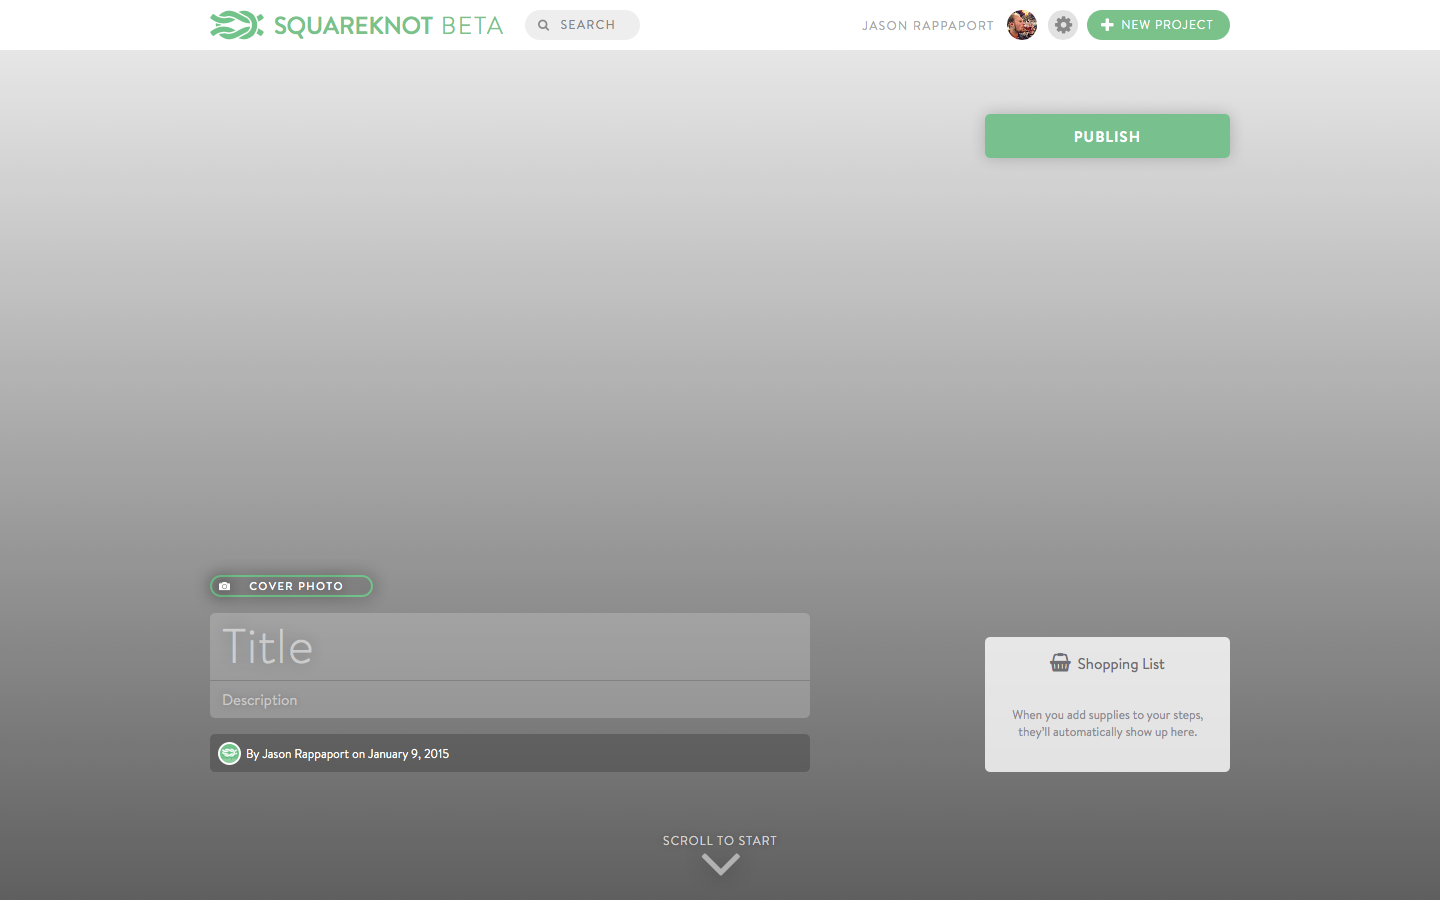 SQUAREKNOT BETA
SEARCH
JASON RAPPAPORT
NEW PROJECT
PUBLISH
COVER PHOTO
Title
Description
By Jason Rappaport on January 9, 2015
Shopping List
When you add supplies to your steps,
they'll automatically show up here.
SCROLL TO START